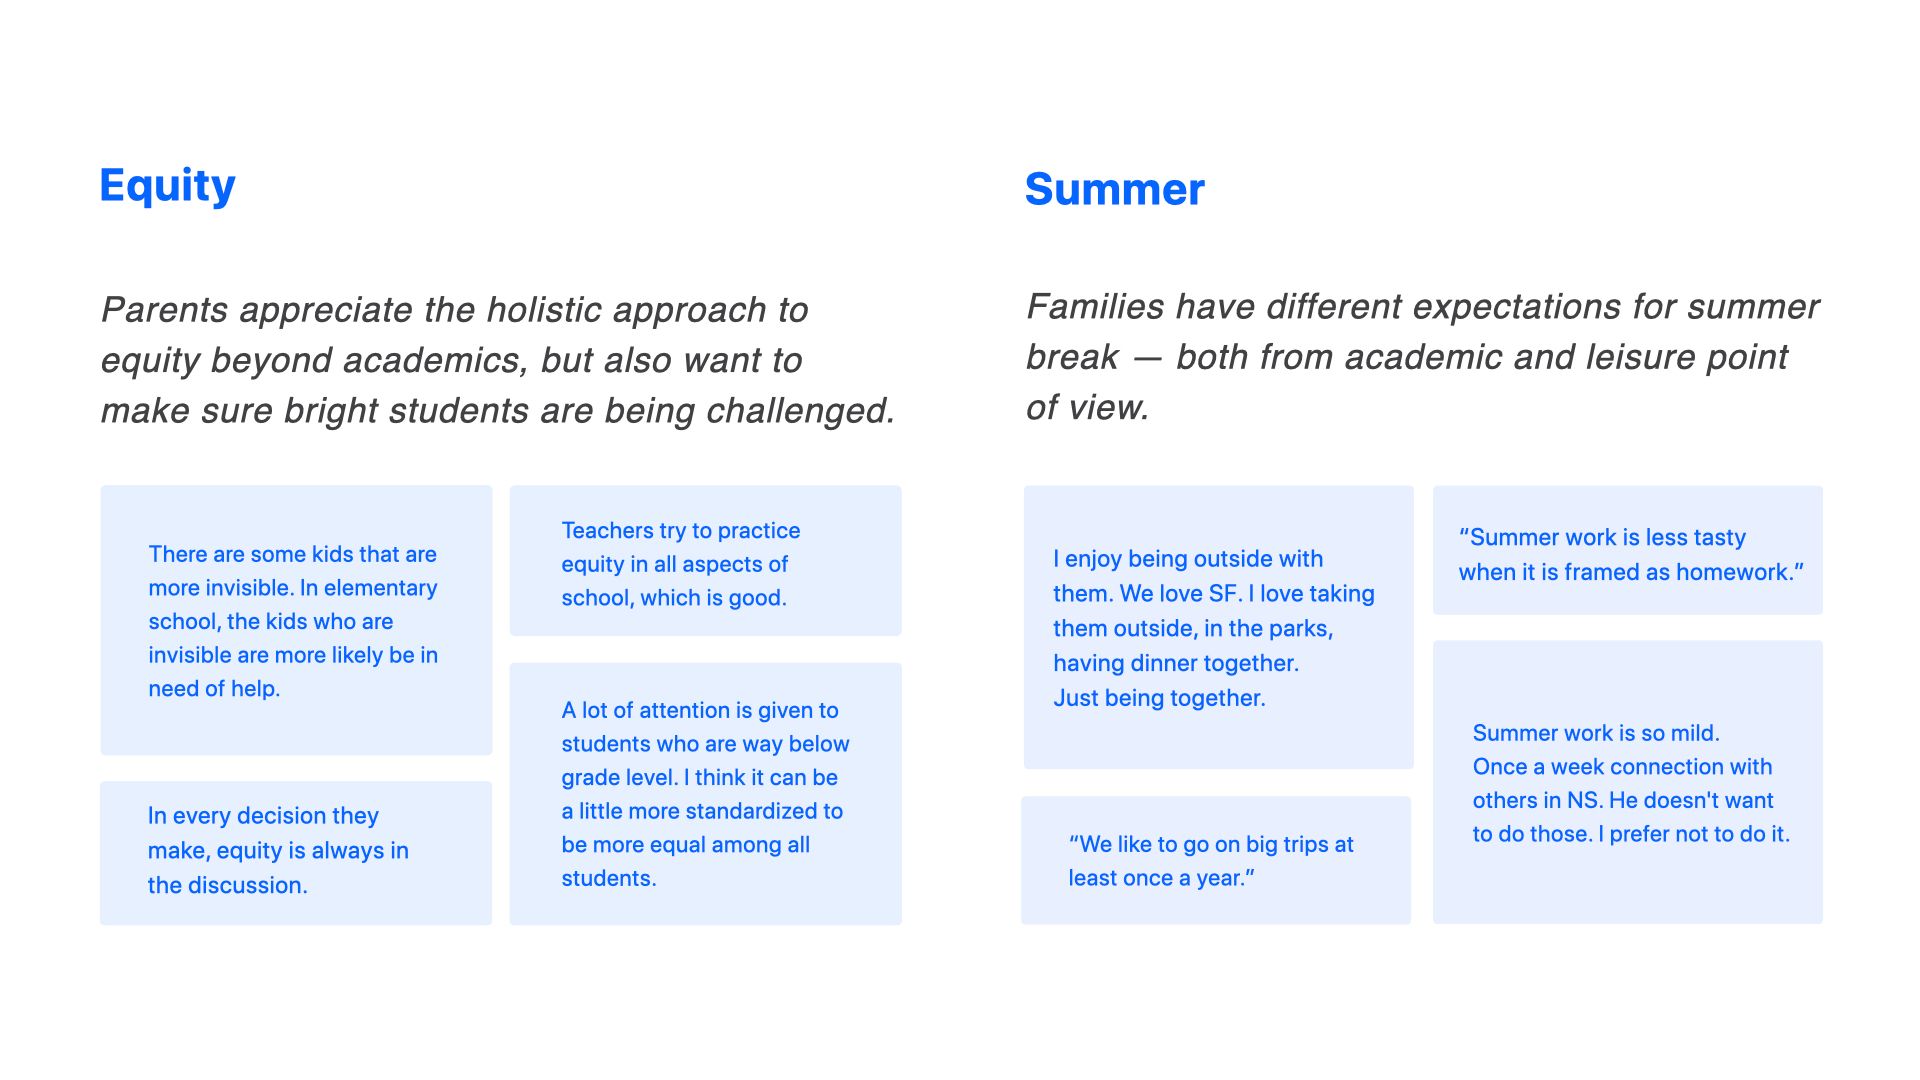 Equity
Parents appreciate the holistic approach to
equity beyond academics, but also want to
make sure bright students are being challenged.
There are some kids that are
more invisible. In elementary
school, the kids who are
invisible are more likely be in
need of help.
In every decision they
make, equity is always in
the discussion.
Teachers try to practice
equity in all aspects of
school, which is good.
A lot of attention is given to
students who are way below
grade level. I think it can be
a little more standardized to
be more equal among all
students.
Summer
Families have different expectations for summer
break — both from academic and leisure point
of view.
I enjoy being outside with
them. We love SF. I love taking
them outside, in the parks,
having dinner together.
Just being together.
“We like to go on big trips at
least once a year.”
“Summer work is less tasty
when it is framed as homework.”
Summer work is so mild.
Once a week connection with
others in NS. He doesn't want
to do those. I prefer not to do it.